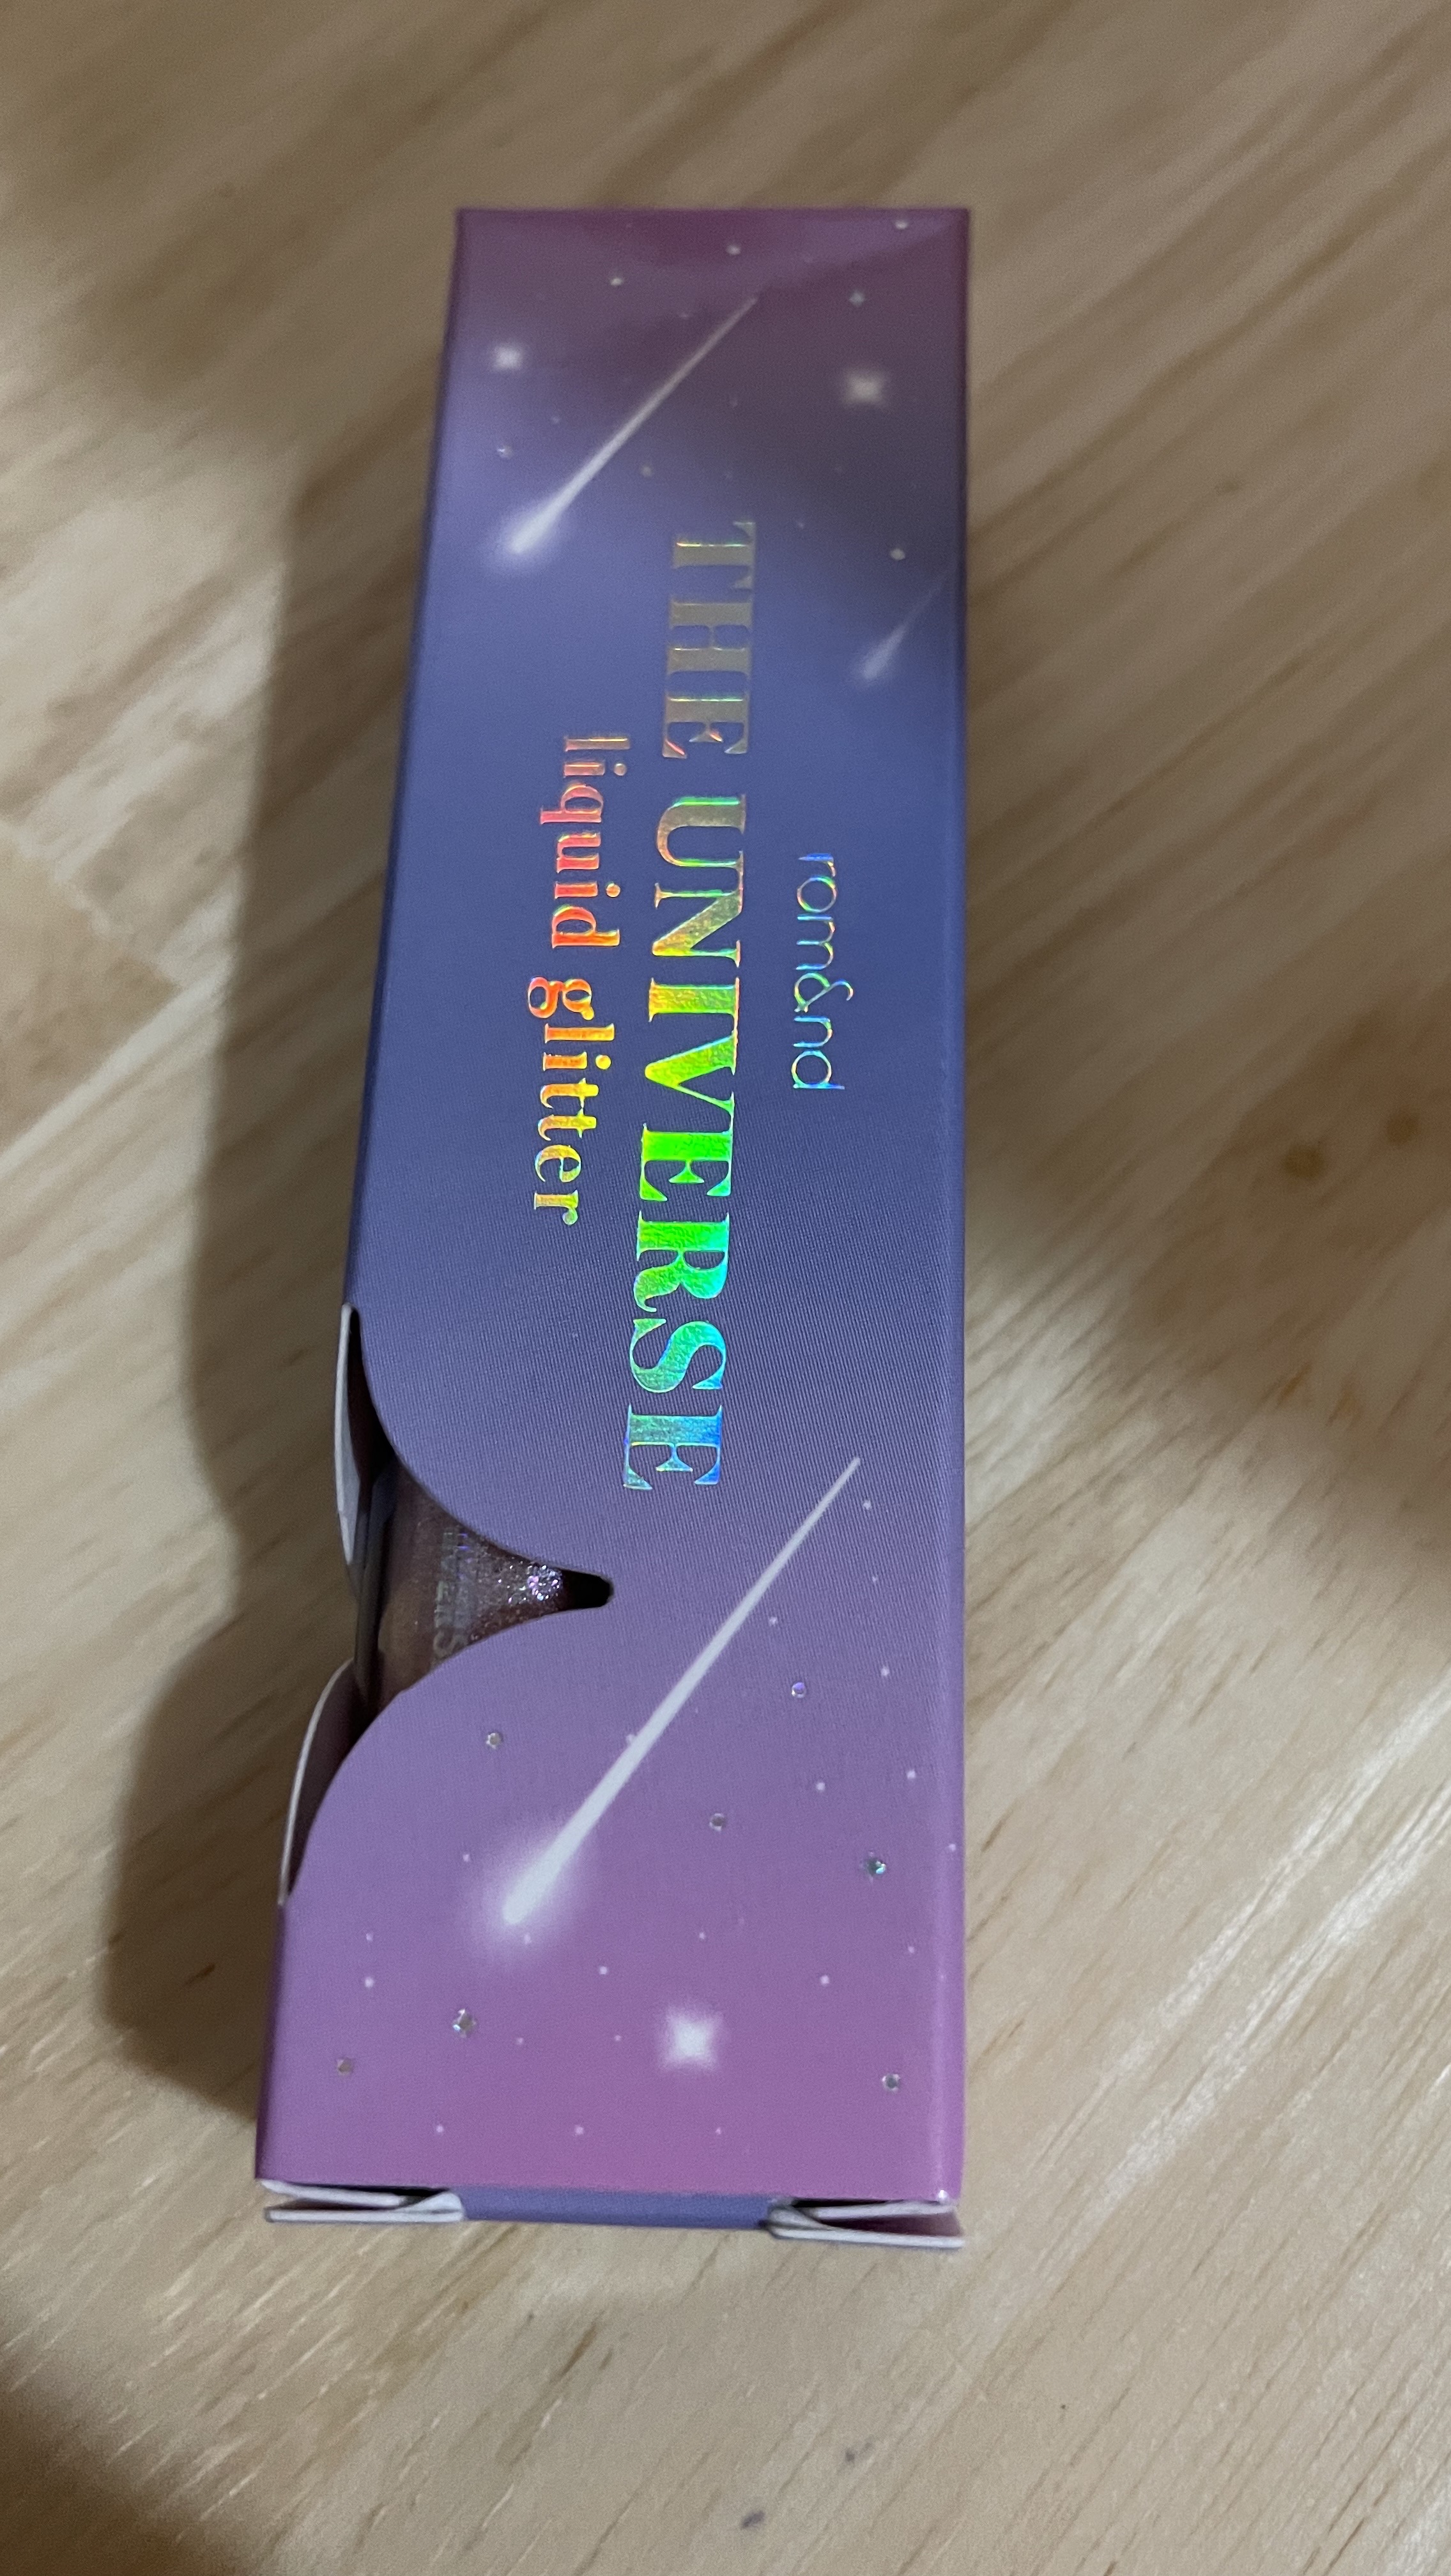 rom&nd
THE UNIVERSE
liquid glitter